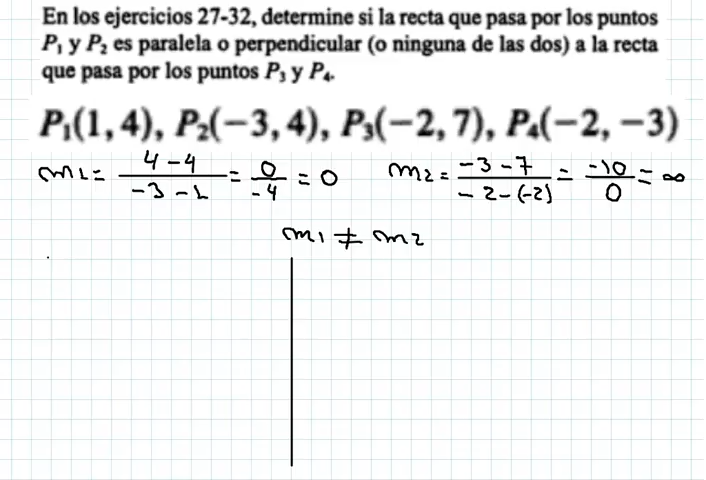 En los ejercicios 27-32, determine si la recta que pasa por los puntos
P₁ y P₂ es paralela o perpendicular (o ninguna de las dos) a la recta
que pasa por los puntos P₃ y P₄.
P₁(1, 4), P₂(−3, 4), P₃(−2, 7), P₄(−2, −3)
m1 = (4 - 4)/(-3 - 1) = 0/-4 = 0 m2 = (-3 - 7)/(-2 - (-2)) = -10/0 = ∞
m1 ≠ m2